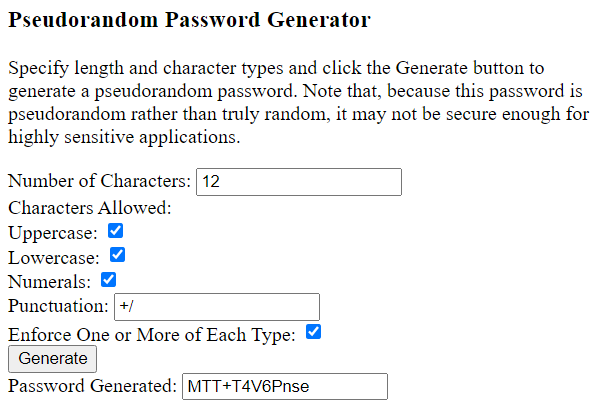 Pseudorandom Password Generator
Specify length and character types and click the Generate button to
generate a pseudorandom password. Note that, because this password is
pseudorandom rather than truly random, it may not be secure enough for
highly sensitive applications.
Number of Characters: 12
Characters Allowed:
Uppercase:
Lowercase:
Numerals:
Punctuation: +/
Enforce One or More of Each Type:
Generate
Password Generated: MTT+T4V6Pnse